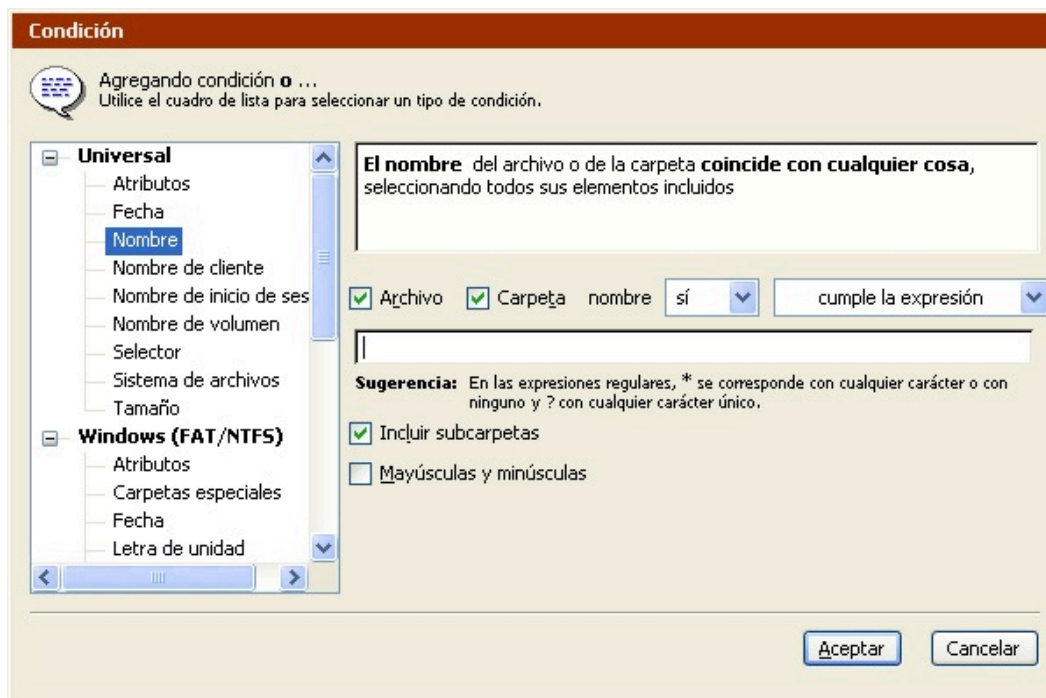 Condición
Agregando condición o ...
Utilice el cuadro de lista para seleccionar un tipo de condición.
Universal
Atributos
Fecha
Nombre
Nombre de cliente
Nombre de inicio de ses
Nombre de volumen
Selector
Sistema de archivos
Tamaño
Windows (FAT/NTFS)
Atributos
Carpetas especiales
Fecha
Letra de unidad
El nombre del archivo o de la carpeta coincide con cualquier cosa,
seleccionando todos sus elementos incluidos
Archivo Carpeta nombre sí cumple la expresión
Sugerencia: En las expresiones regulares, * se corresponde con cualquier carácter o con
ninguno y ? con cualquier carácter único.
Incluir subcarpetas
Mayúsculas y minúsculas
Aceptar Cancelar